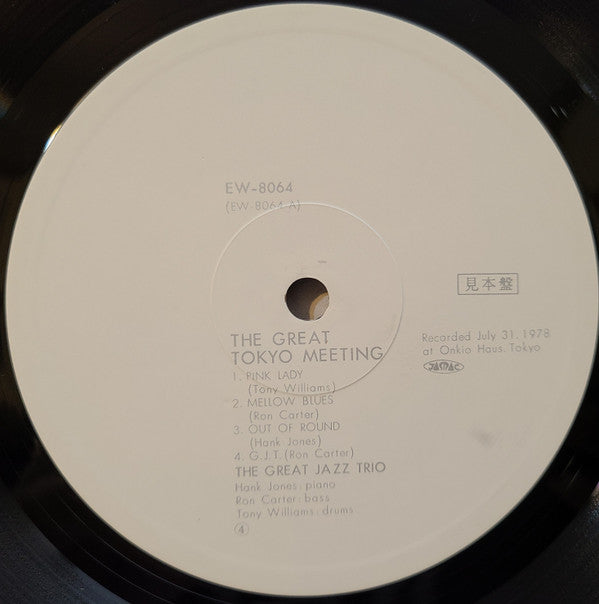 EW-8064
(EW-8064-A)
見本盤
THE GREAT
TOKYO MEETING
1. PINK LADY
(Tony Williams)
2. MELLOW BLUES
(Ron Carter)
3. OUT OF ROUND
(Hank Jones)
4. G.J.T. (Ron Carter)
THE GREAT JAZZ TRIO
Hank Jones: piano
Ron Carter: bass
Tony Williams: drums
④
Recorded July 31. 1978
at Onkio Haus. Tokyo
JASRAC